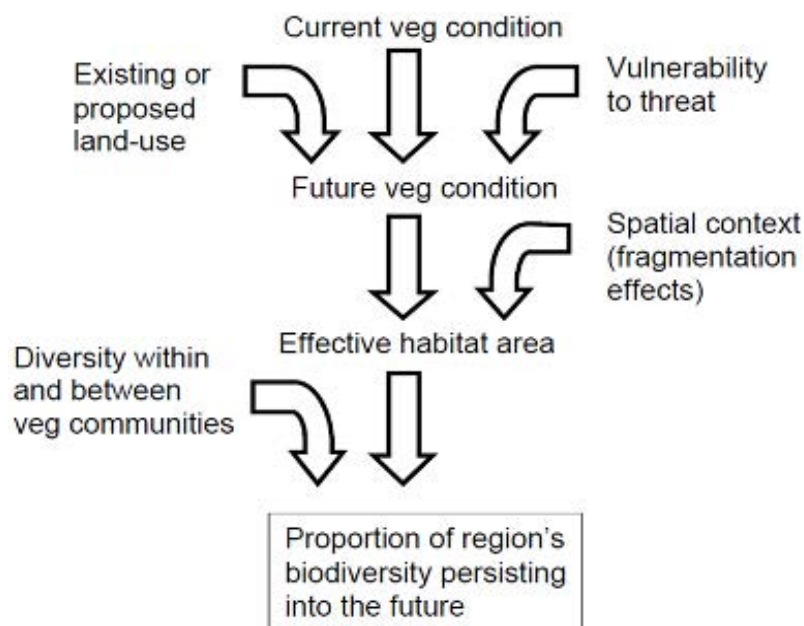 Current veg condition
Existing or
proposed
land-use
Vulnerability
to threat
Future veg condition
Spatial context
(fragmentation
effects)
Effective habitat area
Diversity within
and between
veg communities
Proportion of region's
biodiversity persisting
into the future